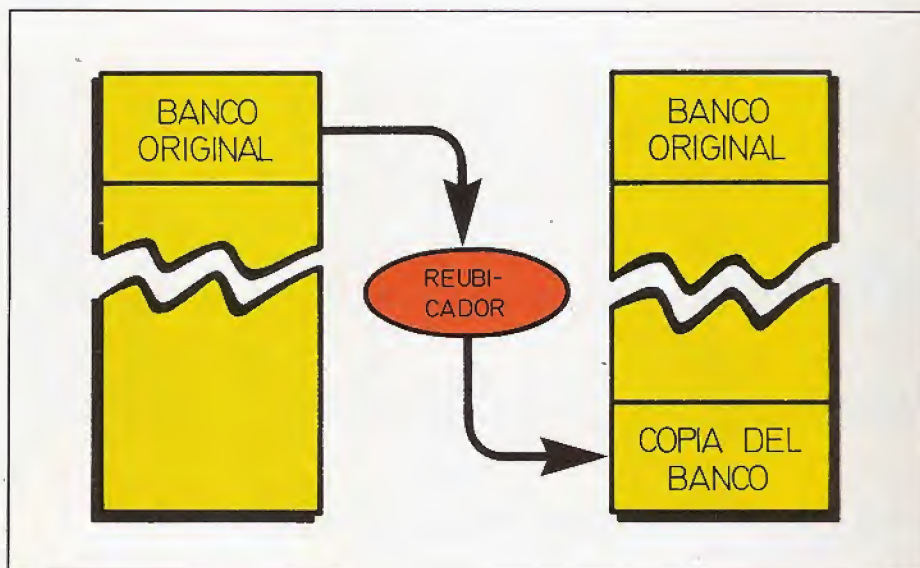 BANCO
ORIGINAL
REUBI-
CADOR
BANCO
ORIGINAL
COPIA DEL
BANCO